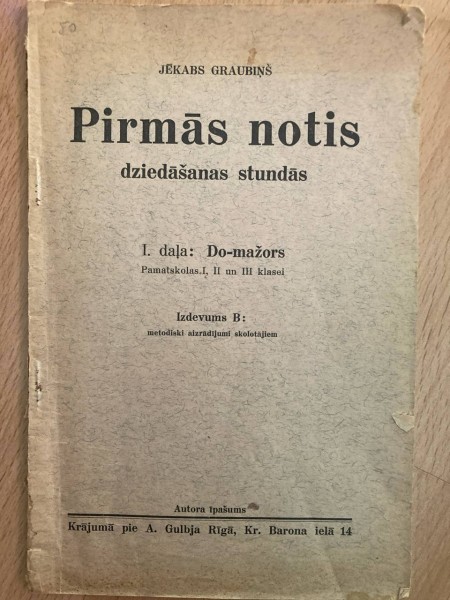 50
JĒKABS GRAUBIŅŠ
Pirmās notis
dziedāšanas stundās
I. daļa: Do-mažors
Pamatskolas I, II un III klasei
Izdevums B:
metodiski aizrādījumi skolotājiem
Autora īpašums
Krājumā pie A. Gulbja Rīgā, Kr. Barona ielā 14